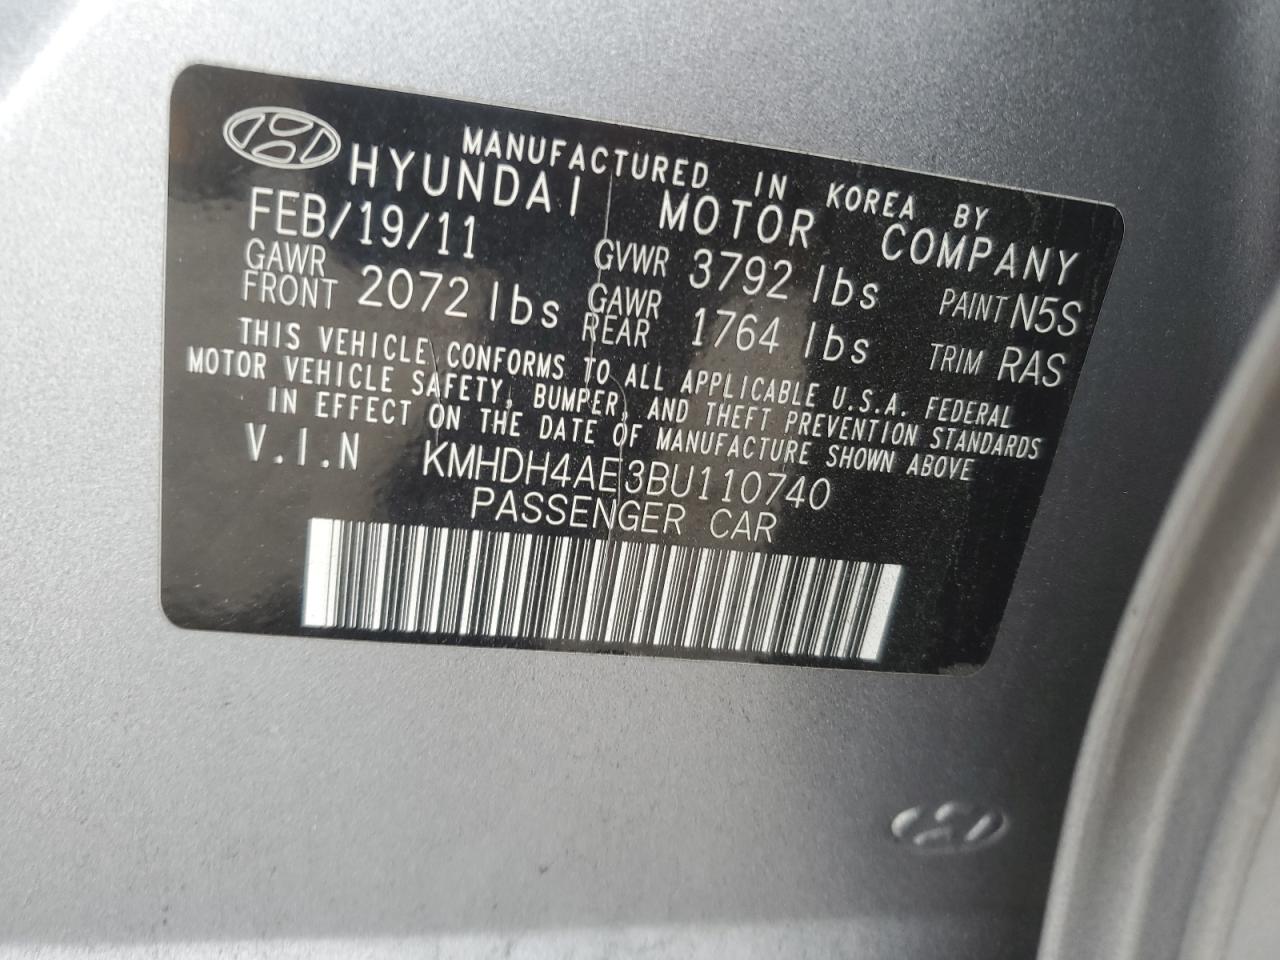 MANUFACTURED IN KOREA BY
HYUNDAI MOTOR COMPANY
FEB/19/11 GVWR 3792 lbs PAINT N5S
GAWR FRONT 2072 lbs GAWR REAR 1764 lbs TRIM RAS
THIS VEHICLE CONFORMS TO ALL APPLICABLE U.S.A. FEDERAL
MOTOR VEHICLE SAFETY, BUMPER, AND THEFT PREVENTION STANDARDS
IN EFFECT ON THE DATE OF MANUFACTURE SHOWN ABOVE
V.I.N KMHDH4AE3BU110740
PASSENGER CAR